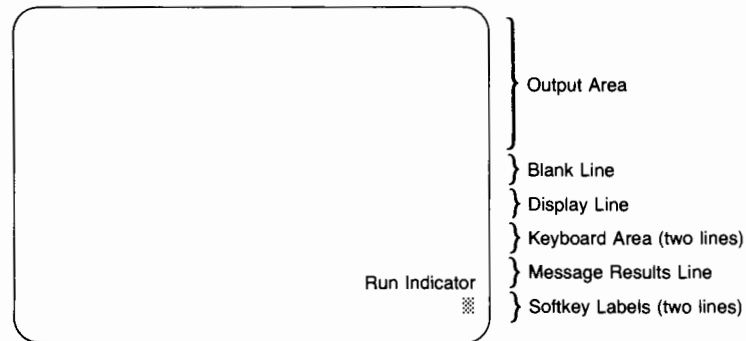 Output Area
Blank Line
Display Line
Keyboard Area (two lines)
Message Results Line
Run Indicator
Softkey Labels (two lines)